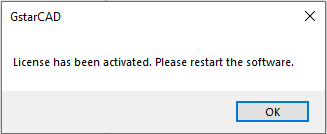 GstarCAD
License has been activated. Please restart the software.
OK